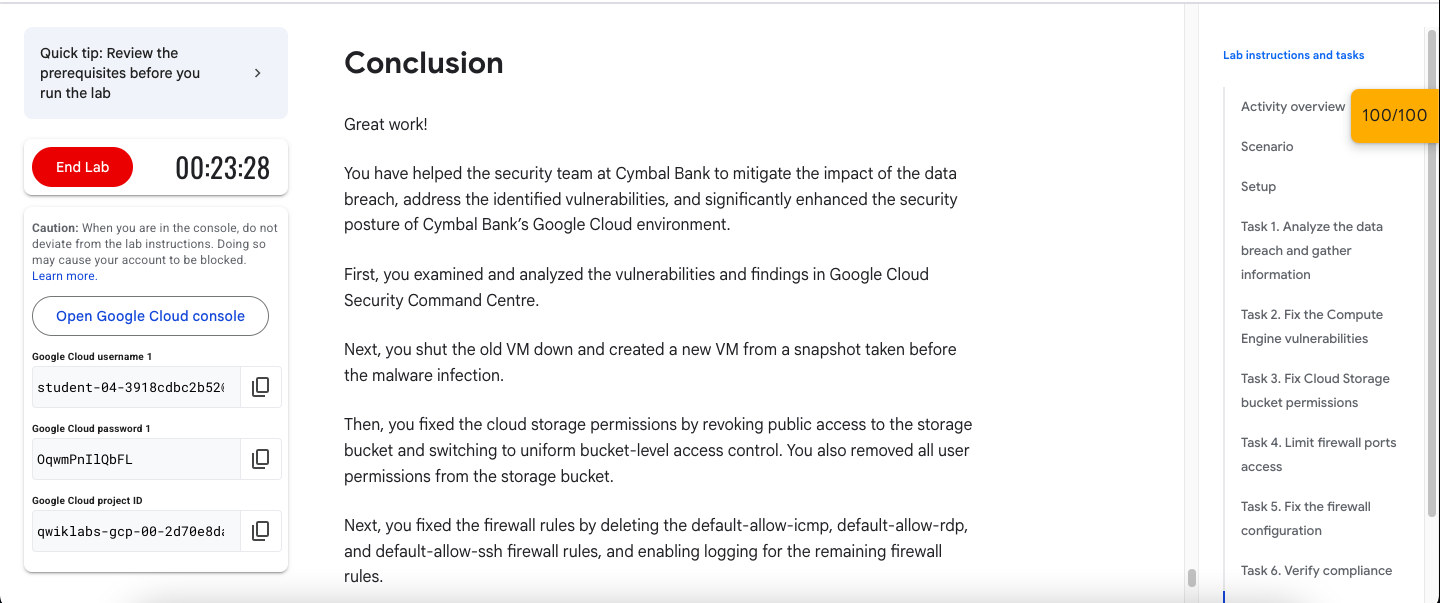 Quick tip: Review the
prerequisites before you
run the lab
End Lab
00:23:28
Caution: When you are in the console, do not
deviate from the lab instructions. Doing so
may cause your account to be blocked.
Learn more.
Open Google Cloud console
Google Cloud username 1
student-04-3918cdbc2b52
Google Cloud password 1
OqwmPnIlQbFL
Google Cloud project ID
qwiklabs-gcp-00-2d70e8d
Conclusion
Great work!
You have helped the security team at Cymbal Bank to mitigate the impact of the data
breach, address the identified vulnerabilities, and significantly enhanced the security
posture of Cymbal Bank’s Google Cloud environment.
First, you examined and analyzed the vulnerabilities and findings in Google Cloud
Security Command Centre.
Next, you shut the old VM down and created a new VM from a snapshot taken before
the malware infection.
Then, you fixed the cloud storage permissions by revoking public access to the storage
bucket and switching to uniform bucket-level access control. You also removed all user
permissions from the storage bucket.
Next, you fixed the firewall rules by deleting the default-allow-icmp, default-allow-rdp,
and default-allow-ssh firewall rules, and enabling logging for the remaining firewall
rules.
Lab instructions and tasks
Activity overview
100/100
Scenario
Setup
Task 1. Analyze the data
breach and gather
information
Task 2. Fix the Compute
Engine vulnerabilities
Task 3. Fix Cloud Storage
bucket permissions
Task 4. Limit firewall ports
access
Task 5. Fix the firewall
configuration
Task 6. Verify compliance